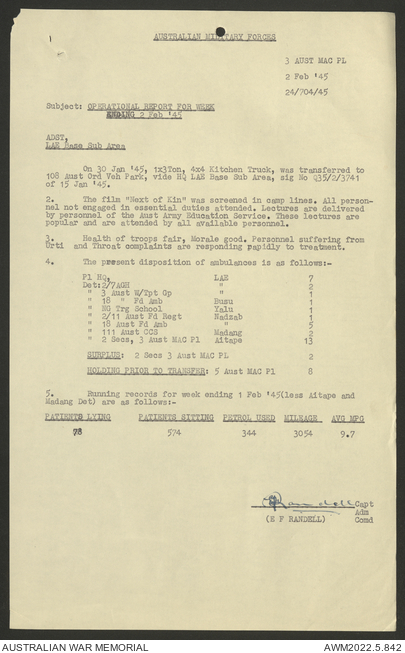 1
AUSTRALIAN MILITARY FORCES
3 AUST MAC PL
2 Feb '45
24/704/45
Subject: OPERATIONAL REPORT FOR WEEK
ENDING 2 Feb '45
ADST,
LAE Base Sub Area
On 30 Jan '45, 1x3Ton, 4x4 Kitchen Truck, was transferred to
108 Aust Ord Veh Park, vide HQ LAE Base Sub Area, sig No Q35/2/3741
of 15 Jan '45.
2. The film "Next of Kin" was screened in camp lines. All person-
nel not engaged in essential duties attended. Lectures are delivered
by personnel of the Aust Army Education Service. These lectures are
popular and are attended by all available personnel.
3. Health of troops fair, Morale good. Personnel suffering from
Urti and Throat complaints are responding rapidly to treatment.
4. The present disposition of ambulances is as follows:-
Pl HQ, LAE 7
Det: 2/7AGH " 2
" 3 Aust W/Tpt Op " 1
" 18 " Fd Amb Busu 1
" NG Trg School Yalu 1
" 2/11 Aust Fd Regt Nadzab 1
" 18 Aust Fd Amb " 5
" 111 Aust CCS Madang 2
" 2 Secs, 3 Aust MAC Pl Aitape 13
SURPLUS: 2 Secs 3 Aust MAC PL 2
HOLDING PRIOR TO TRANSFER: 5 Aust MAC Pl 8
5. Running records for week ending 1 Feb '45(less Aitape and
Madang Det) are as follows:-
PATIENTS LYING PATIENTS SITTING PETROL USED MILEAGE AVG MPG
78 574 344 3054 9.7
Randell Capt
Adm
(E F RANDELL) Comd
AUSTRALIAN WAR MEMORIAL AWM2022.5.842